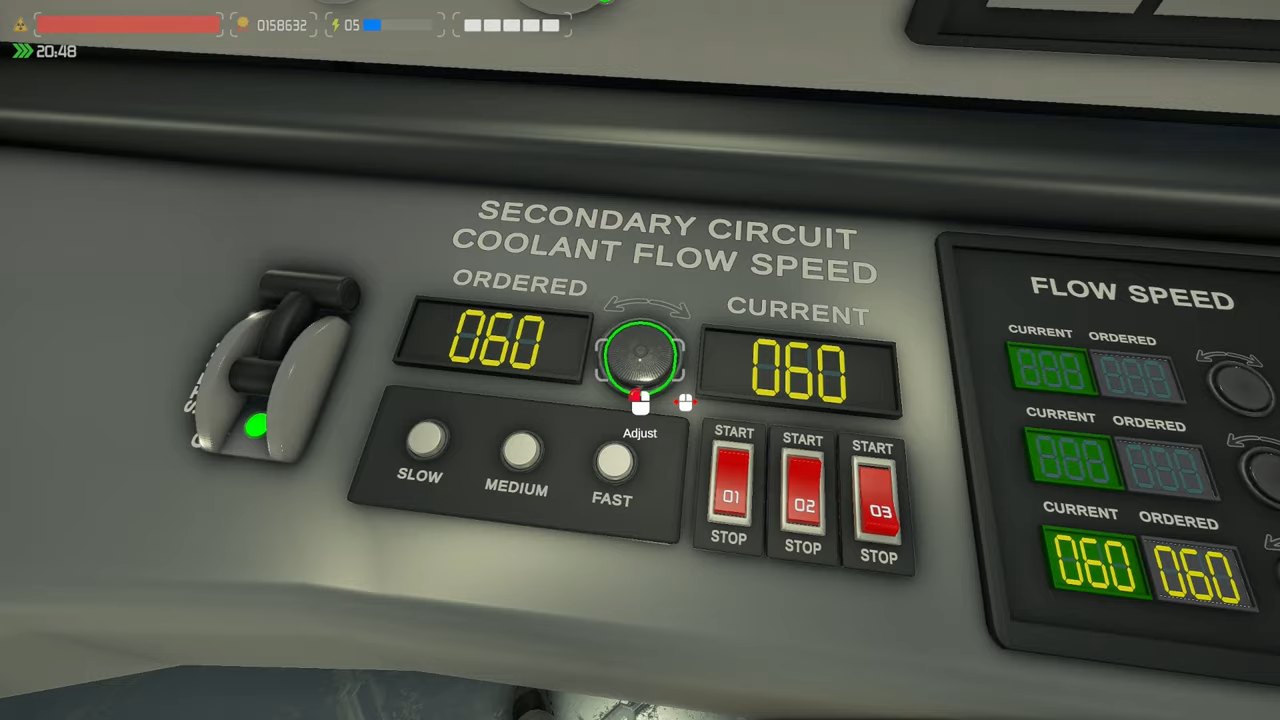 0158632
05
20:48
SECONDARY CIRCUIT
COOLANT FLOW SPEED
ORDERED
CURRENT
060
060
Adjust
SLOW
MEDIUM
FAST
START
START
START
01
02
03
STOP
STOP
STOP
FLOW SPEED
CURRENT ORDERED
CURRENT ORDERED
CURRENT ORDERED
060 060